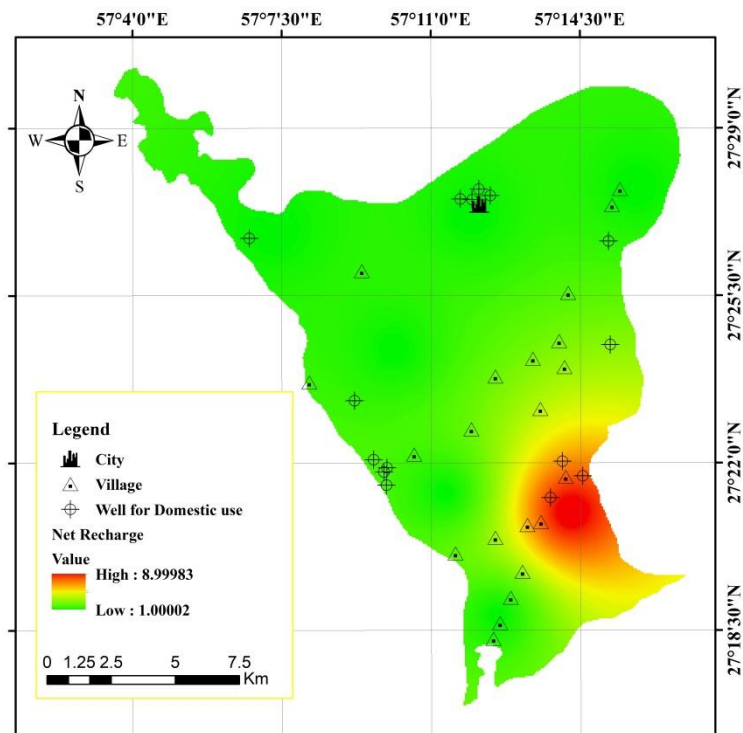 57°4'0"E 57°7'30"E 57°11'0"E 57°14'30"E
N
W E
S
27°29'0"N
27°25'30"N
27°22'0"N
27°18'30"N
Legend
City
Village
Well for Domestic use
Net Recharge
Value
High : 8.99983
Low : 1.00002
0 1.25 2.5 5 7.5
Km